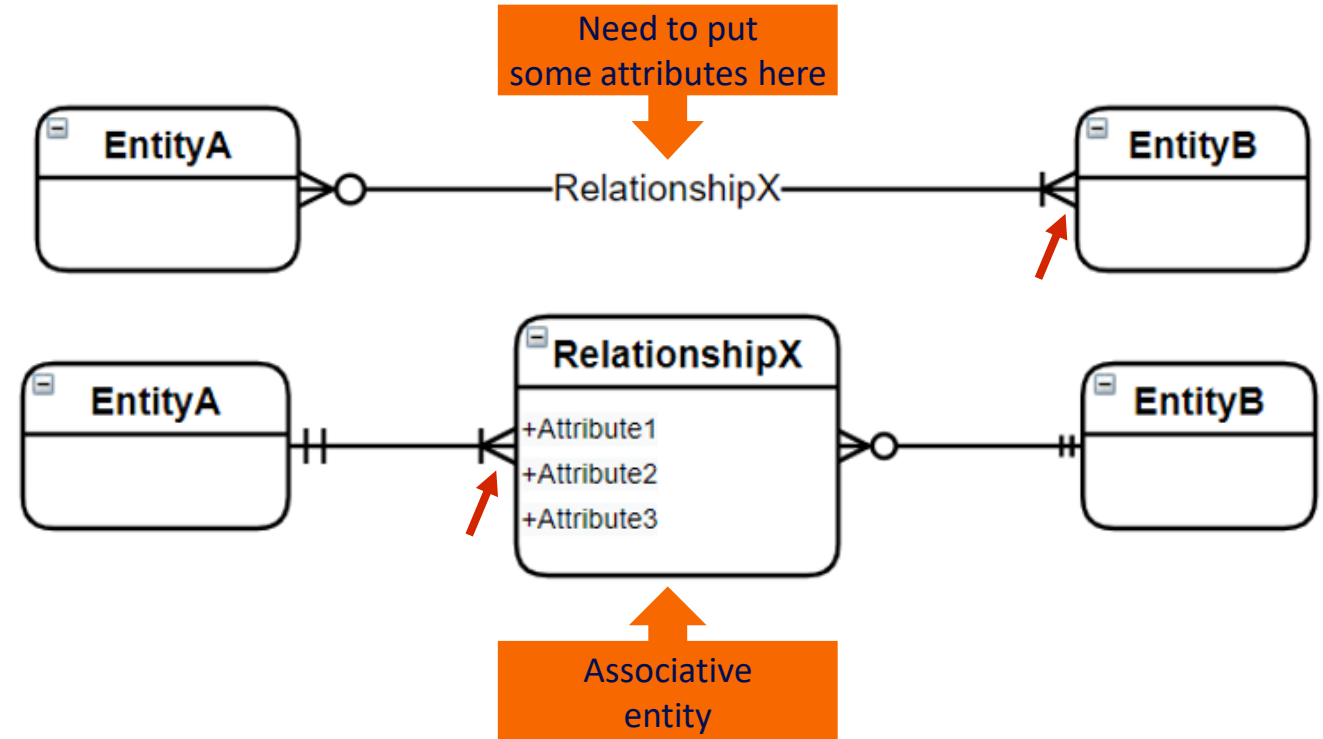 Need to put
some attributes here
EntityA
RelationshipX
EntityB
EntityA
RelationshipX
+Attribute1
+Attribute2
+Attribute3
EntityB
Associative
entity